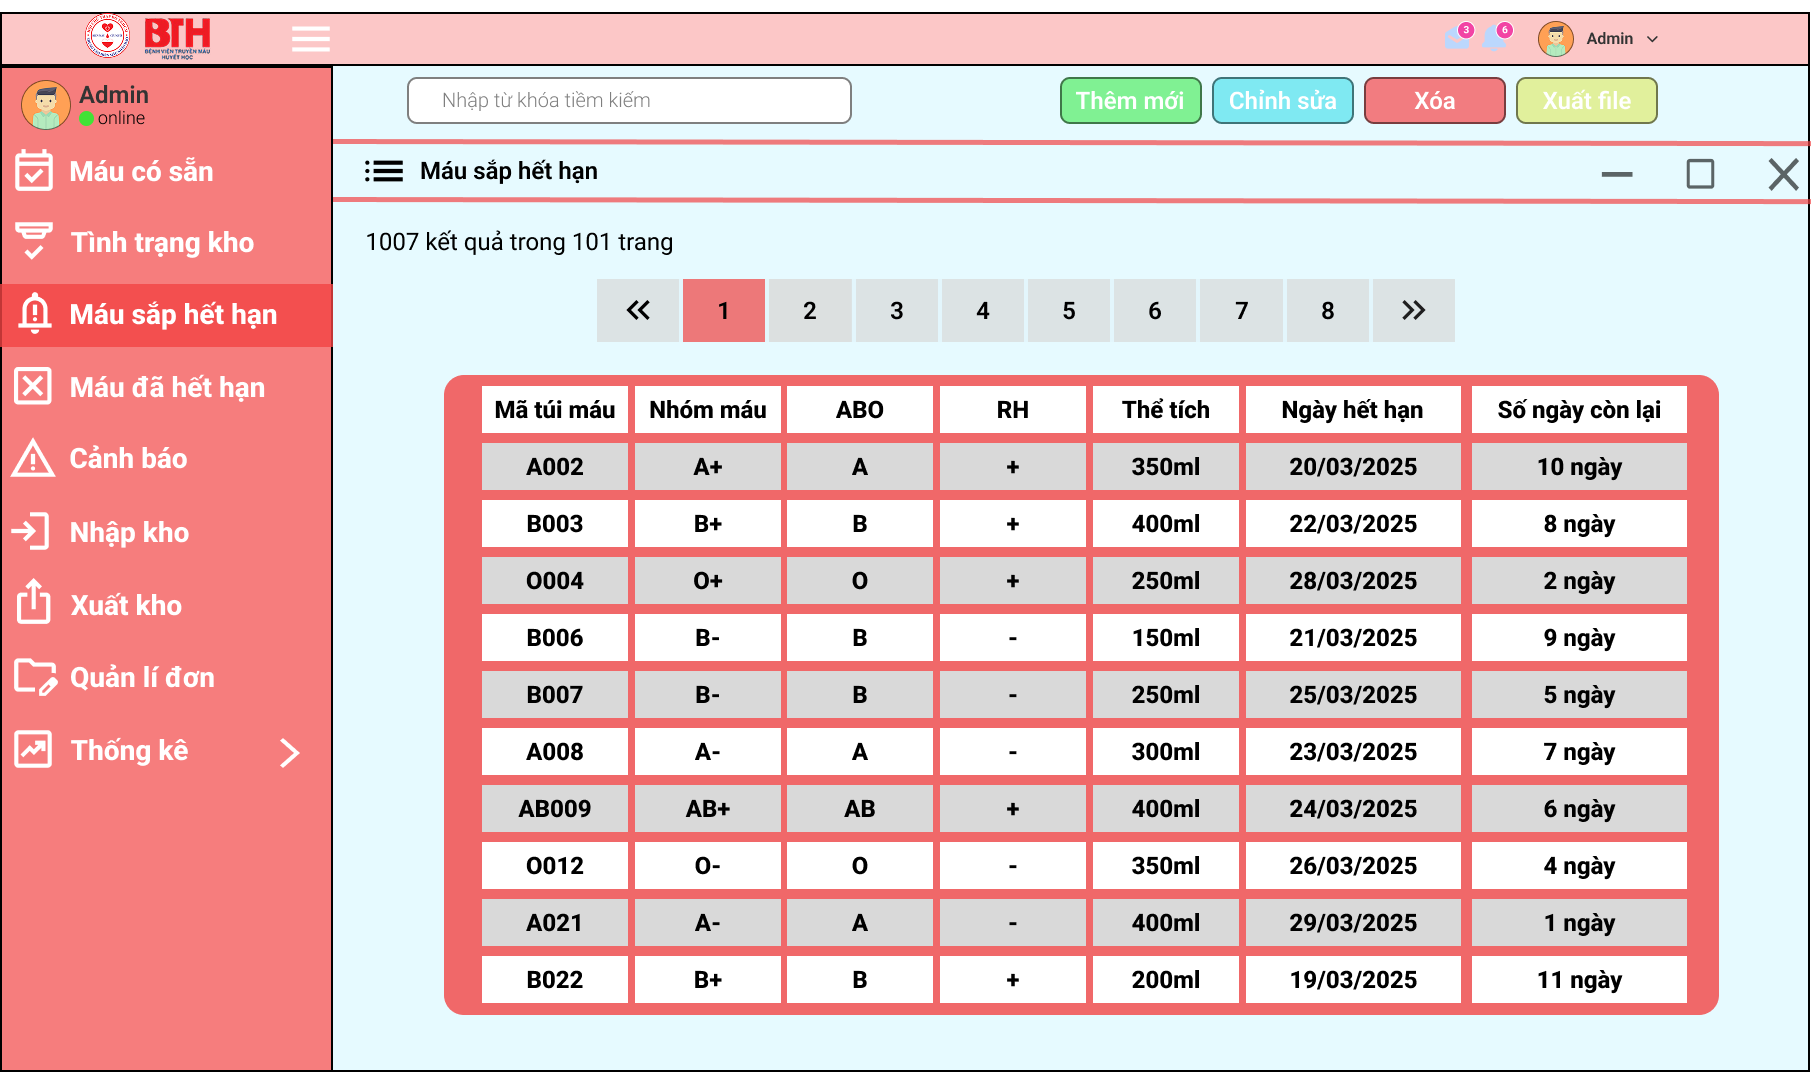 BTH
BỆNH VIỆN TRUYỀN MÁU
HUYẾT HỌC
3
6
Admin
Admin
online
Máu có sẵn
Tình trạng kho
Máu sắp hết hạn
Máu đã hết hạn
Cảnh báo
Nhập kho
Xuất kho
Quản lí đơn
Thống kê
Nhập từ khóa tiềm kiếm
Thêm mới
Chỉnh sửa
Xóa
Xuất file
Máu sắp hết hạn
1007 kết quả trong 101 trang
« 1 2 3 4 5 6 7 8 »
Mã túi máu Nhóm máu ABO RH Thể tích Ngày hết hạn Số ngày còn lại
A002 A+ A + 350ml 20/03/2025 10 ngày
B003 B+ B + 400ml 22/03/2025 8 ngày
O004 O+ O + 250ml 28/03/2025 2 ngày
B006 B- B - 150ml 21/03/2025 9 ngày
B007 B- B - 250ml 25/03/2025 5 ngày
A008 A- A - 300ml 23/03/2025 7 ngày
AB009 AB+ AB + 400ml 24/03/2025 6 ngày
O012 O- O - 350ml 26/03/2025 4 ngày
A021 A- A - 400ml 29/03/2025 1 ngày
B022 B+ B + 200ml 19/03/2025 11 ngày